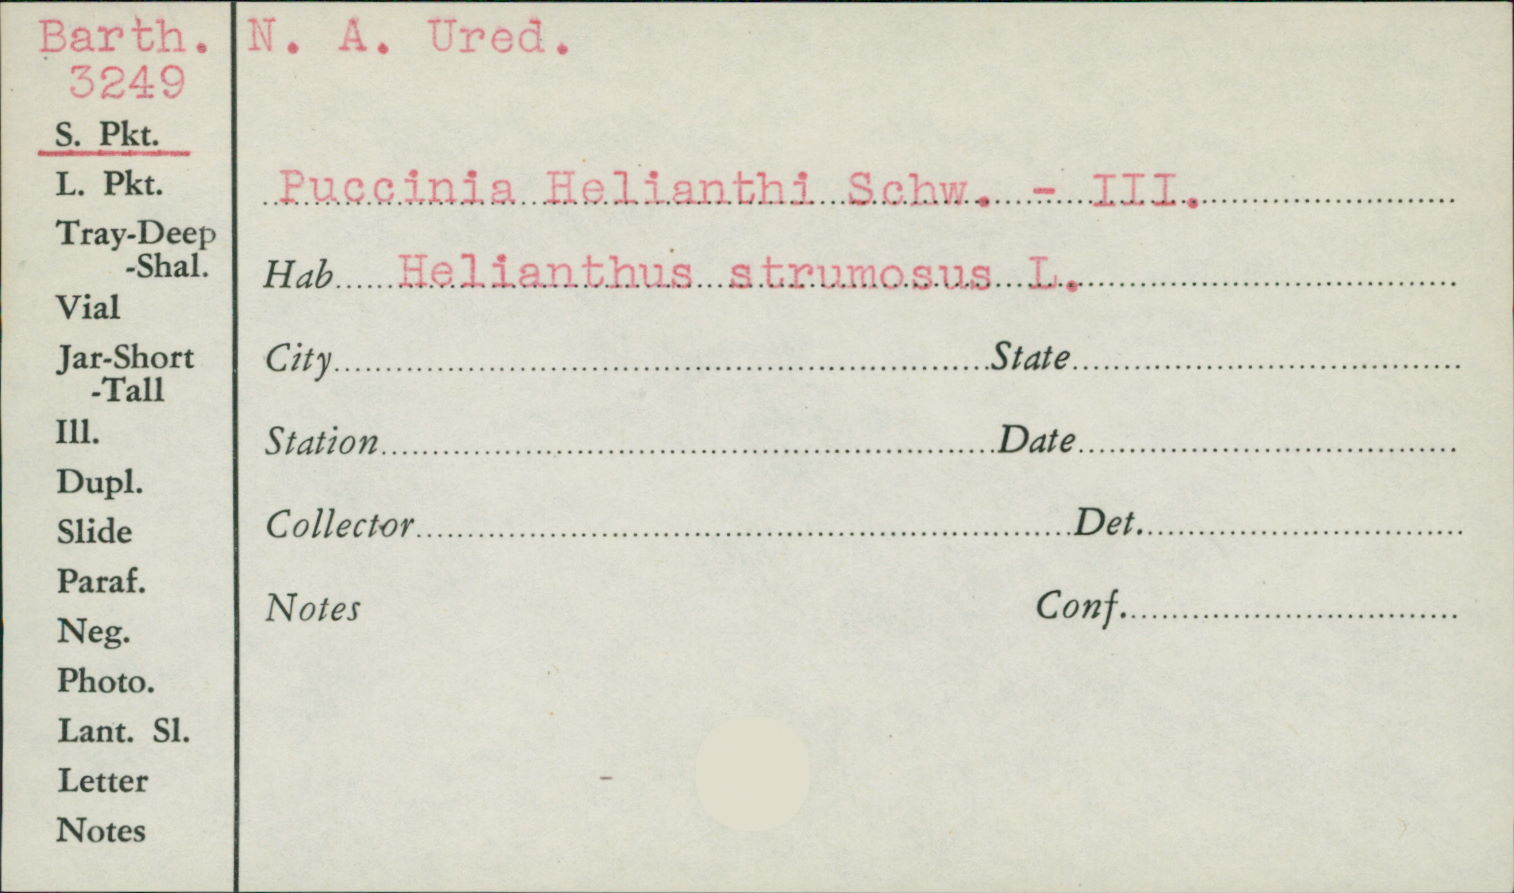 Barth.
3249
S. Pkt.
L. Pkt.
Tray-Deep
-Shal.
Vial
Jar-Short
-Tall
Ill.
Dupl.
Slide
Paraf.
Neg.
Photo.
Lant. Sl.
Letter
Notes
N. A. Ured.
Puccinia Helianthi Schw. - III.
Hab Helianthus strumosus L.
City State
Station Date
Collector Det.
Notes Conf.